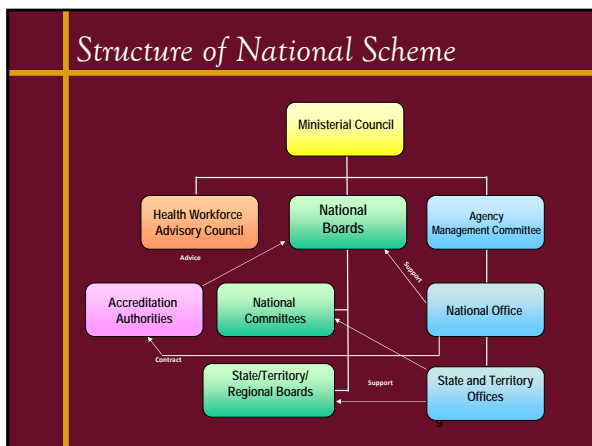 Structure of National Scheme
Ministerial Council
Health Workforce
Advisory Council
National
Boards
Agency
Management Committee
Advice
Support
Accreditation
Authorities
National
Committees
National Office
Contract
State/Territory/
Regional Boards
Support
State and Territory
Offices
9